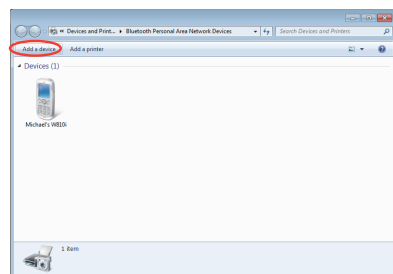 « Devices and Print... ▸ Bluetooth Personal Area Network Devices
Search Devices and Printers
Add a device
Add a printer
Devices (1)
Michael's W810i
1 item